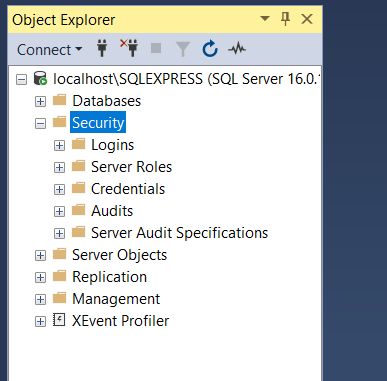 Object Explorer
Connect
localhost\SQLEXPRESS (SQL Server 16.0.
Databases
Security
Logins
Server Roles
Credentials
Audits
Server Audit Specifications
Server Objects
Replication
Management
XEvent Profiler